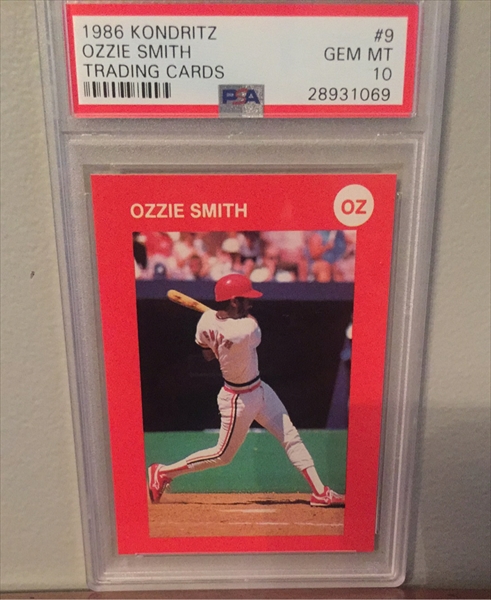 1986 KONDRITZ #9
OZZIE SMITH GEM MT
TRADING CARDS 10
PSA 28931069
OZZIE SMITH OZ